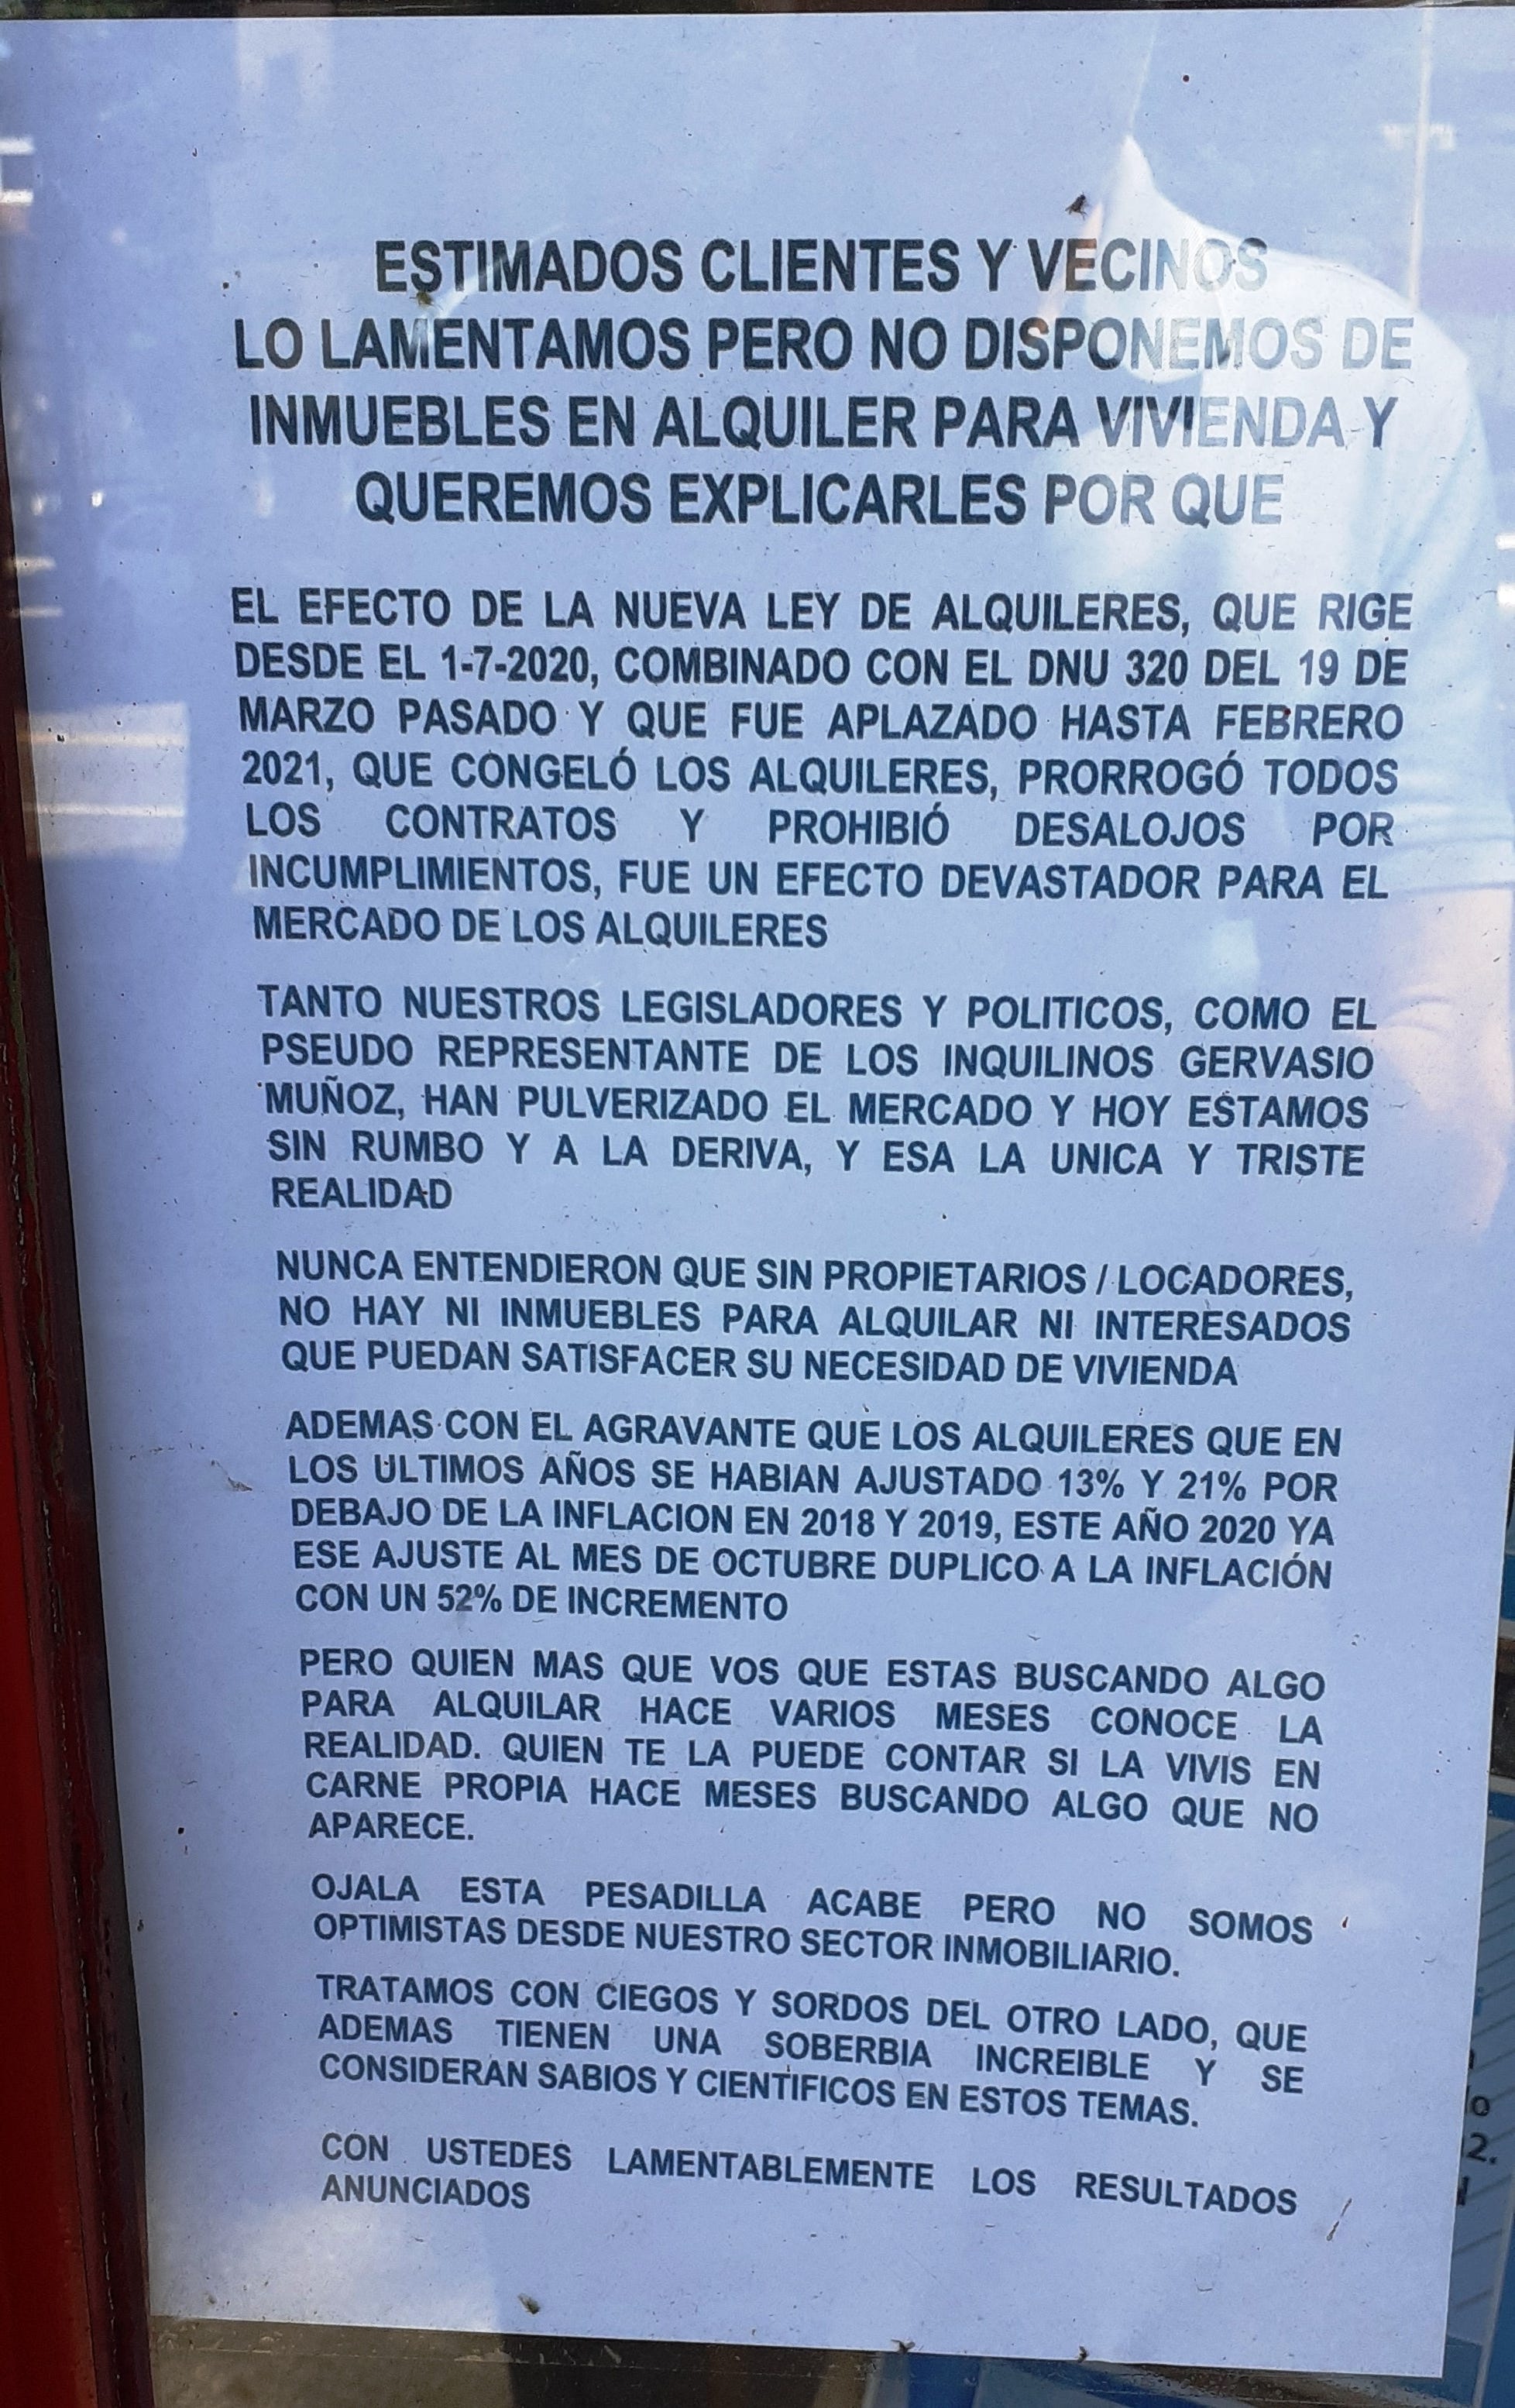 ESTIMADOS CLIENTES Y VECINOS
LO LAMENTAMOS PERO NO DISPONEMOS DE
INMUEBLES EN ALQUILER PARA VIVIENDA Y
QUEREMOS EXPLICARLES POR QUE
EL EFECTO DE LA NUEVA LEY DE ALQUILERES, QUE RIGE
DESDE EL 1-7-2020, COMBINADO CON EL DNU 320 DEL 19 DE
MARZO PASADO Y QUE FUE APLAZADO HASTA FEBRERO
2021, QUE CONGELÓ LOS ALQUILERES, PRORROGÓ TODOS
LOS CONTRATOS Y PROHIBIÓ DESALOJOS POR
INCUMPLIMIENTOS, FUE UN EFECTO DEVASTADOR PARA EL
MERCADO DE LOS ALQUILERES
TANTO NUESTROS LEGISLADORES Y POLITICOS, COMO EL
PSEUDO REPRESENTANTE DE LOS INQUILINOS GERVASIO
MUÑOZ, HAN PULVERIZADO EL MERCADO Y HOY ESTAMOS
SIN RUMBO Y A LA DERIVA, Y ESA LA UNICA Y TRISTE
REALIDAD
NUNCA ENTENDIERON QUE SIN PROPIETARIOS / LOCADORES,
NO HAY NI INMUEBLES PARA ALQUILAR NI INTERESADOS
QUE PUEDAN SATISFACER SU NECESIDAD DE VIVIENDA
ADEMAS CON EL AGRAVANTE QUE LOS ALQUILERES QUE EN
LOS ULTIMOS AÑOS SE HABIAN AJUSTADO 13% Y 21% POR
DEBAJO DE LA INFLACION EN 2018 Y 2019, ESTE AÑO 2020 YA
ESE AJUSTE AL MES DE OCTUBRE DUPLICO A LA INFLACIÓN
CON UN 52% DE INCREMENTO
PERO QUIEN MAS QUE VOS QUE ESTAS BUSCANDO ALGO
PARA ALQUILAR HACE VARIOS MESES CONOCE LA
REALIDAD. QUIEN TE LA PUEDE CONTAR SI LA VIVIS EN
CARNE PROPIA HACE MESES BUSCANDO ALGO QUE NO
APARECE.
OJALA ESTA PESADILLA ACABE PERO NO SOMOS
OPTIMISTAS DESDE NUESTRO SECTOR INMOBILIARIO.
TRATAMOS CON CIEGOS Y SORDOS DEL OTRO LADO, QUE
ADEMAS TIENEN UNA SOBERBIA INCREIBLE Y SE
CONSIDERAN SABIOS Y CIENTIFICOS EN ESTOS TEMAS.
CON USTEDES LAMENTABLEMENTE LOS RESULTADOS
ANUNCIADOS